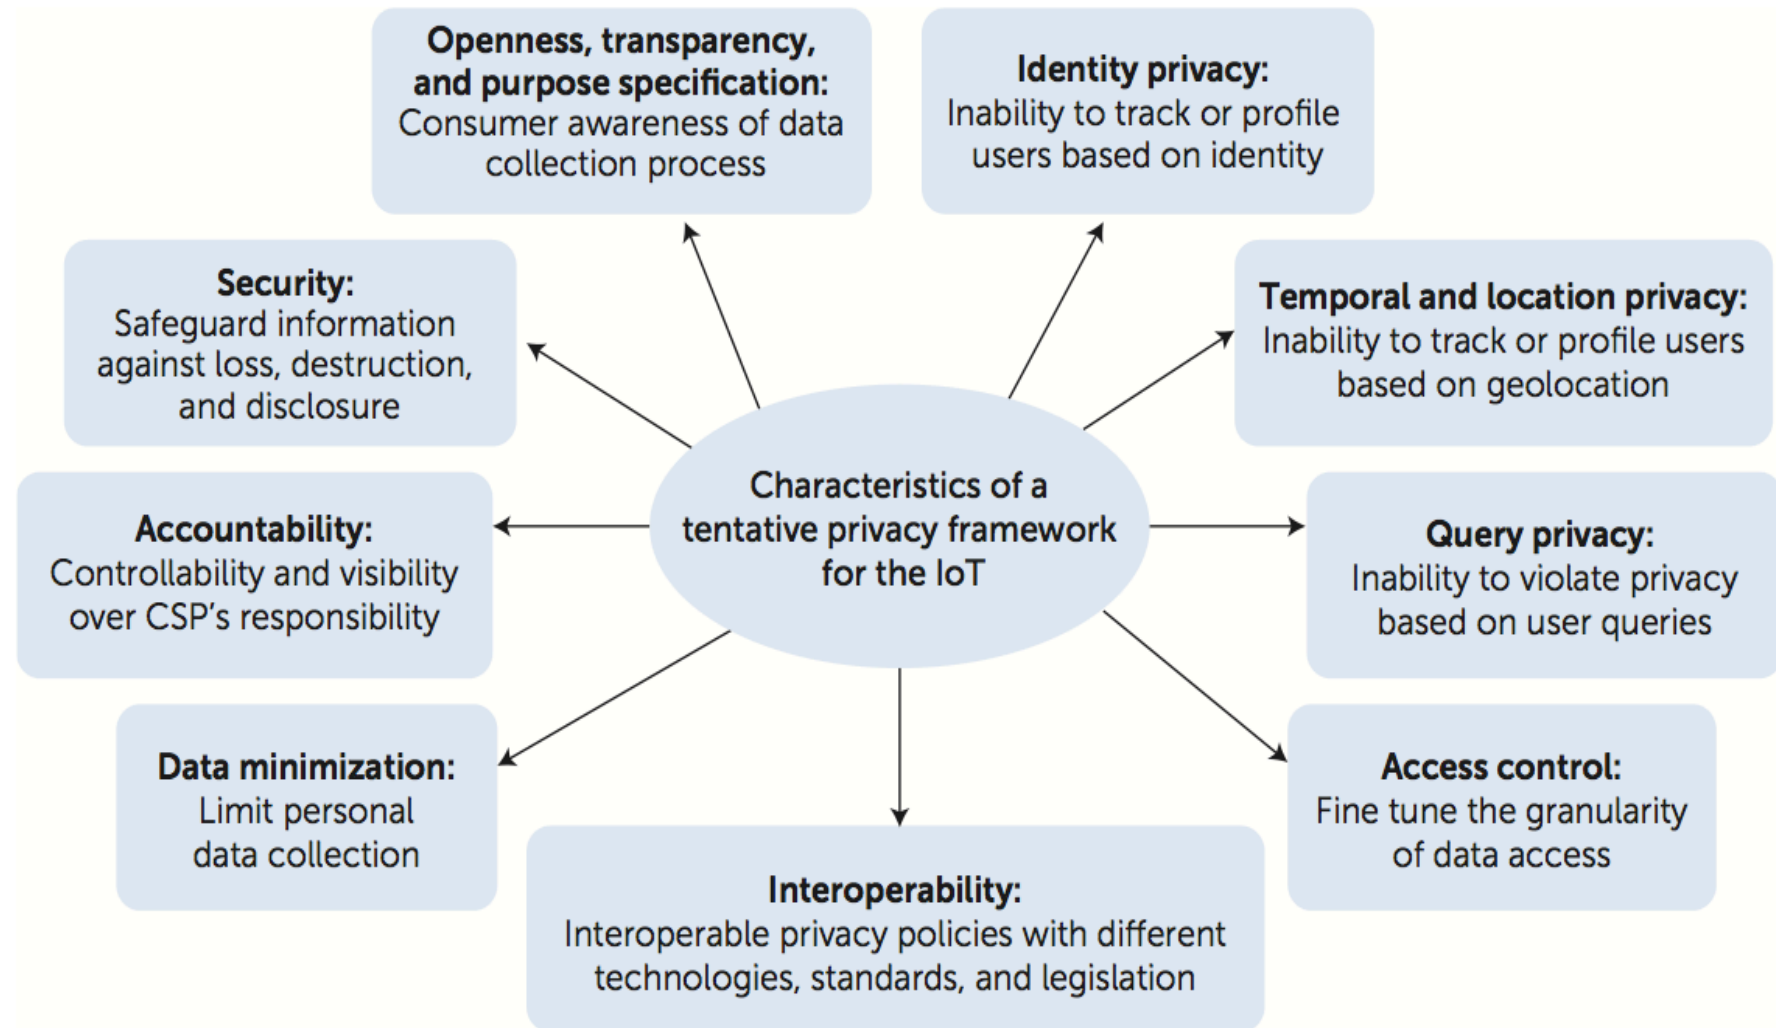 Openness, transparency,
and purpose specification:
Consumer awareness of data
collection process
Identity privacy:
Inability to track or profile
users based on identity
Security:
Safeguard information
against loss, destruction,
and disclosure
Temporal and location privacy:
Inability to track or profile users
based on geolocation
Characteristics of a
tentative privacy framework
for the IoT
Accountability:
Controllability and visibility
over CSP's responsibility
Query privacy:
Inability to violate privacy
based on user queries
Data minimization:
Limit personal
data collection
Access control:
Fine tune the granularity
of data access
Interoperability:
Interoperable privacy policies with different
technologies, standards, and legislation